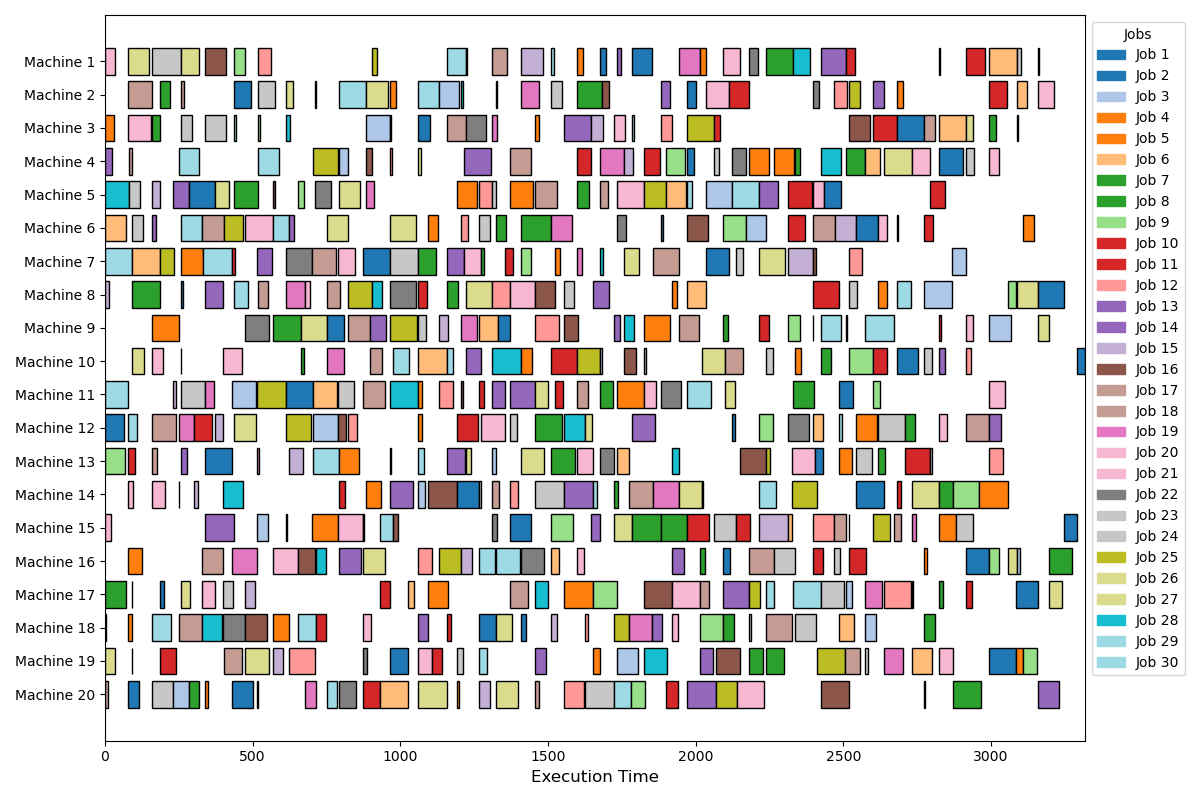 Machine 1
Machine 2
Machine 3
Machine 4
Machine 5
Machine 6
Machine 7
Machine 8
Machine 9
Machine 10
Machine 11
Machine 12
Machine 13
Machine 14
Machine 15
Machine 16
Machine 17
Machine 18
Machine 19
Machine 20
0 500 1000 1500 2000 2500 3000
Execution Time
Jobs
Job 1
Job 2
Job 3
Job 4
Job 5
Job 6
Job 7
Job 8
Job 9
Job 10
Job 11
Job 12
Job 13
Job 14
Job 15
Job 16
Job 17
Job 18
Job 19
Job 20
Job 21
Job 22
Job 23
Job 24
Job 25
Job 26
Job 27
Job 28
Job 29
Job 30